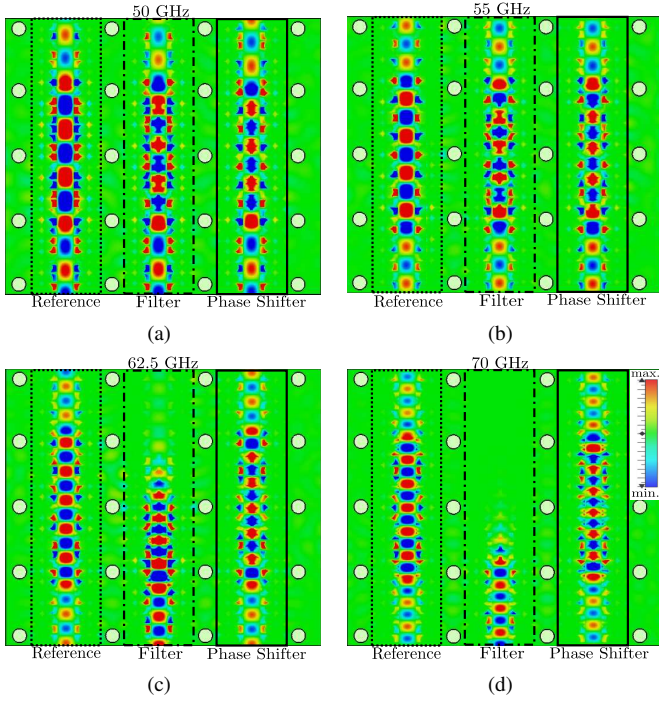 50 GHz
55 GHz
Reference
Filter
Phase Shifter
Reference
Filter
Phase Shifter
(a)
(b)
62.5 GHz
70 GHz
max.
min.
Reference
Filter
Phase Shifter
Reference
Filter
Phase Shifter
(c)
(d)